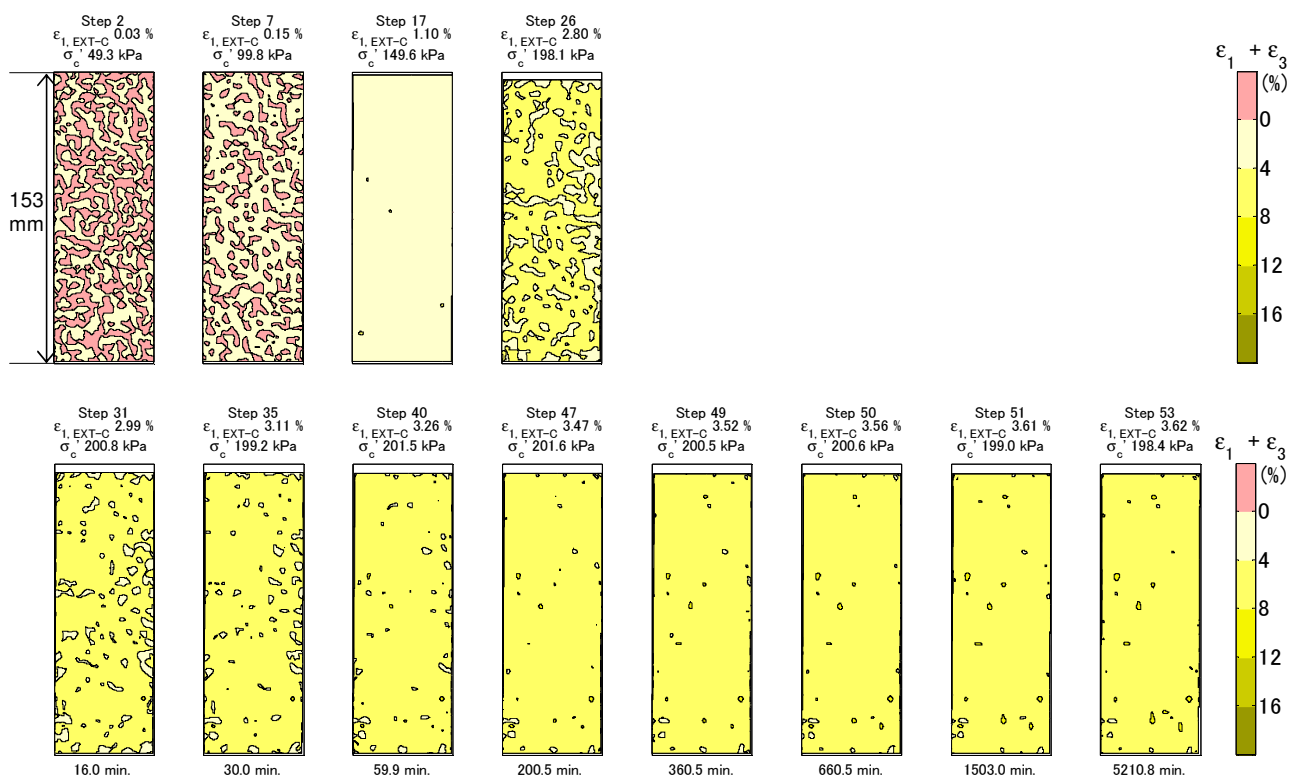 Step 2
ε1, EXT-C 0.03 %
σc' 49.3 kPa
Step 7
ε1, EXT-C 0.15 %
σc' 99.8 kPa
Step 17
ε1, EXT-C 1.10 %
σc' 149.6 kPa
Step 26
ε1, EXT-C 2.80 %
σc' 198.1 kPa
ε1 + ε3
(%)
0
4
8
12
16
153
mm
Step 31
ε1, EXT-C 2.99 %
σc' 200.8 kPa
Step 35
ε1, EXT-C 3.11 %
σc' 199.2 kPa
Step 40
ε1, EXT-C 3.26 %
σc' 201.5 kPa
Step 47
ε1, EXT-C 3.47 %
σc' 201.6 kPa
Step 49
ε1, EXT-C 3.52 %
σc' 200.5 kPa
Step 50
ε1, EXT-C 3.56 %
σc' 200.6 kPa
Step 51
ε1, EXT-C 3.61 %
σc' 199.0 kPa
Step 53
ε1, EXT-C 3.62 %
σc' 198.4 kPa
ε1 + ε3
(%)
0
4
8
12
16
16.0 min.
30.0 min.
59.9 min.
200.5 min.
360.5 min.
660.5 min.
1503.0 min.
5210.8 min.